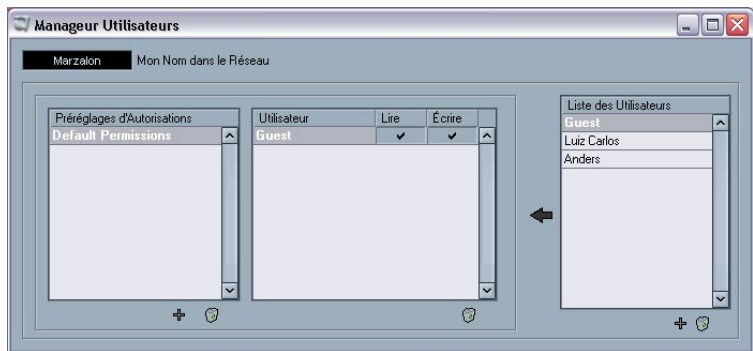 Manageur Utilisateurs
Marzalon Mon Nom dans le Réseau
Préréglages d'Autorisations
Default Permissions
Utilisateur Lire Écrire
Guest
Liste des Utilisateurs
Guest
Luiz Carlos
Anders